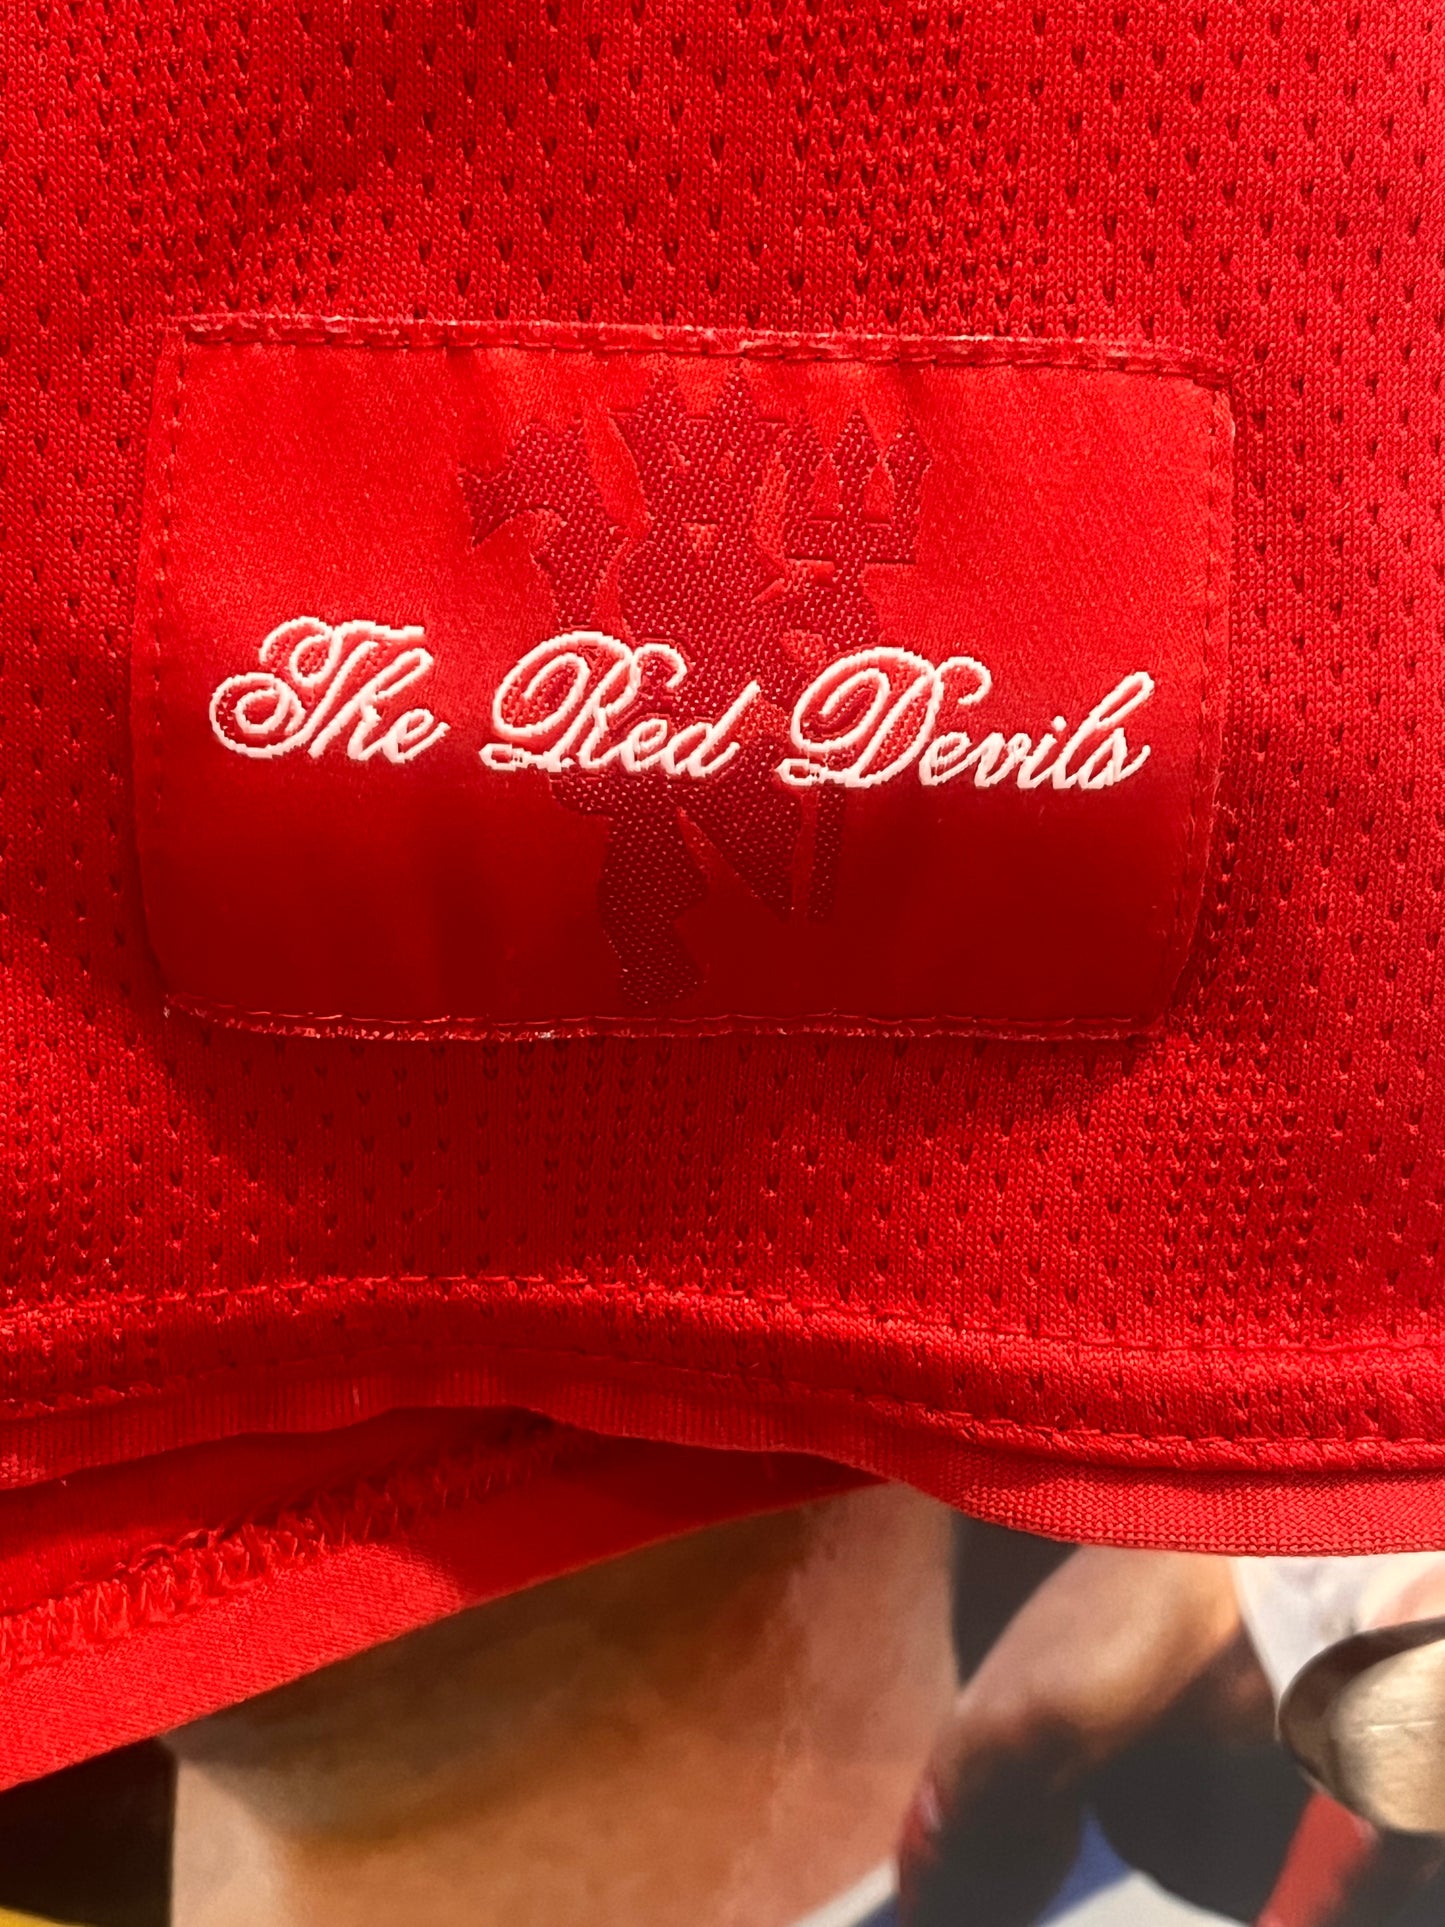 The Red Devils